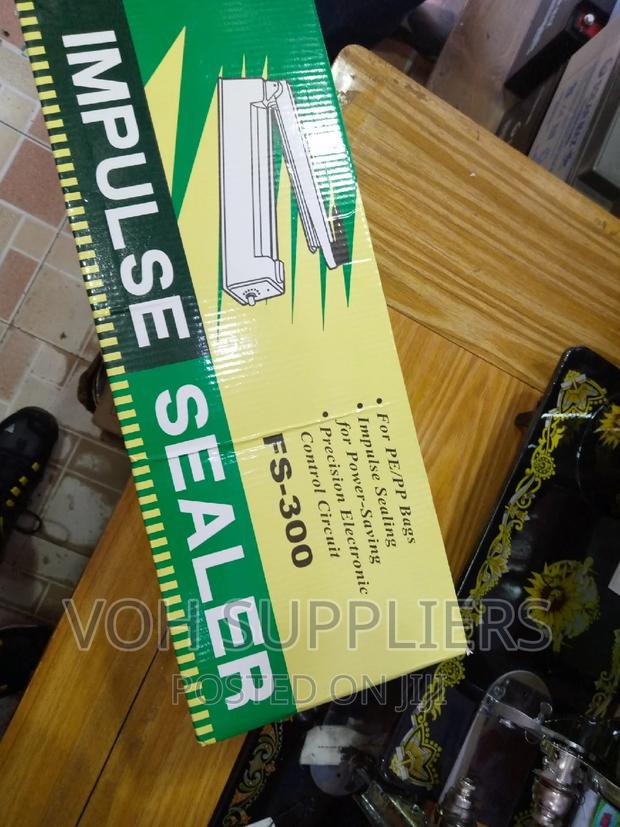 IMPULSE SEALER
• For PE/PP Bags
• Impulse Sealing
for Power-Saving
• Precision Electronic
Control Circuit
FS-300
VOH SUPPLIERS
POSTED ON JIJI